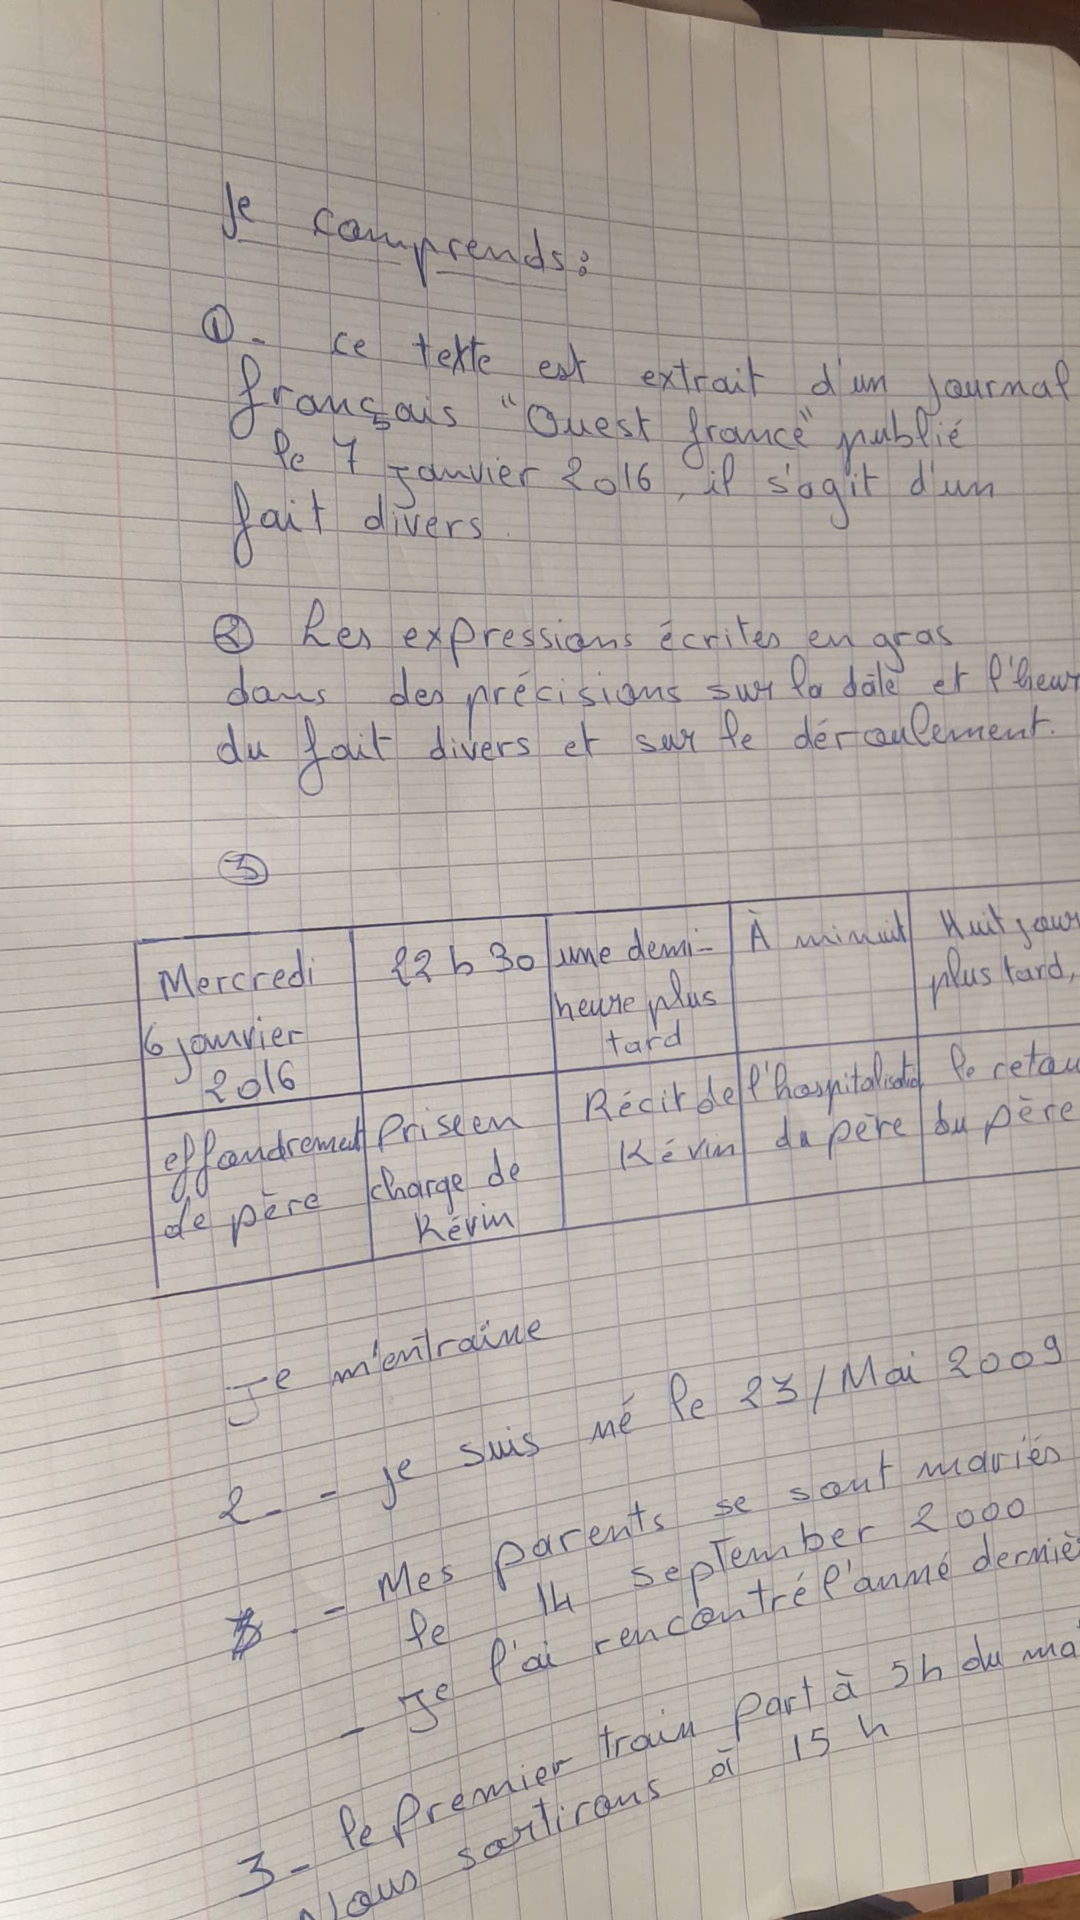 Je comprends:
①- ce texte est extrait d'un journal
français "Ouest france" publié
le 7 janvier 2016, il s'agit d'un
fait divers.
② Les expressions écrites en gras
dans des précisions sur la date et l'heur
du fait divers et sur le déroulement.
③
Mercredi 6 janvier 2016 | 22 h 30 | une demi-heure plus tard | À minuit | Huit jour plus tard,
effondrement de père | Prise en charge de Kévin | Récit de Kévin | l'hospitalisation du père | le retou du père
Je m'entraîne
2- - je suis né le 23/Mai 2009
- Mes parents se sont mariés
le 14 september 2000
- Je l'ai rencontré l'anné derniè
3- le premier train part à 5h du ma
Nous sortirons à 15 h